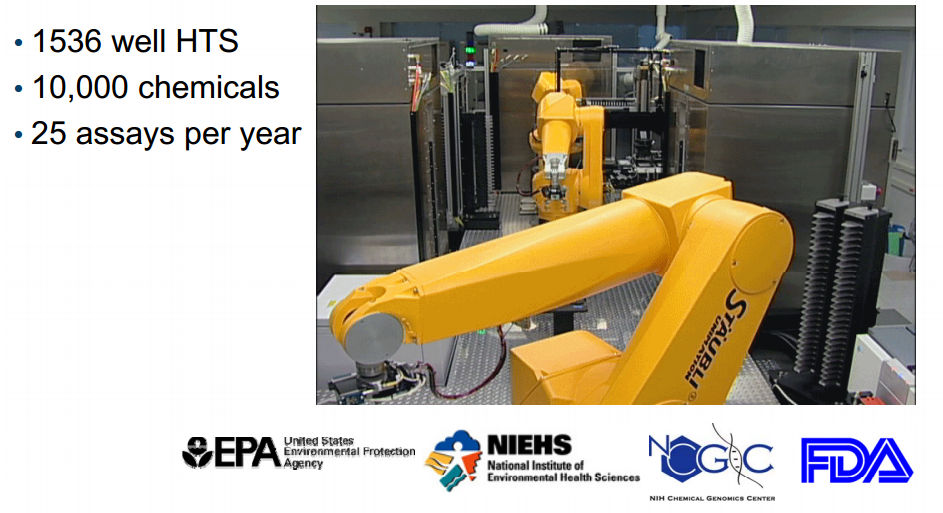 • 1536 well HTS
• 10,000 chemicals
• 25 assays per year
STÄUBLI
UNIMATION
EPA
United States
Environmental Protection
Agency
NIEHS
National Institute of
Environmental Health Sciences
NCGC
NIH CHEMICAL GENOMICS CENTER
FDA